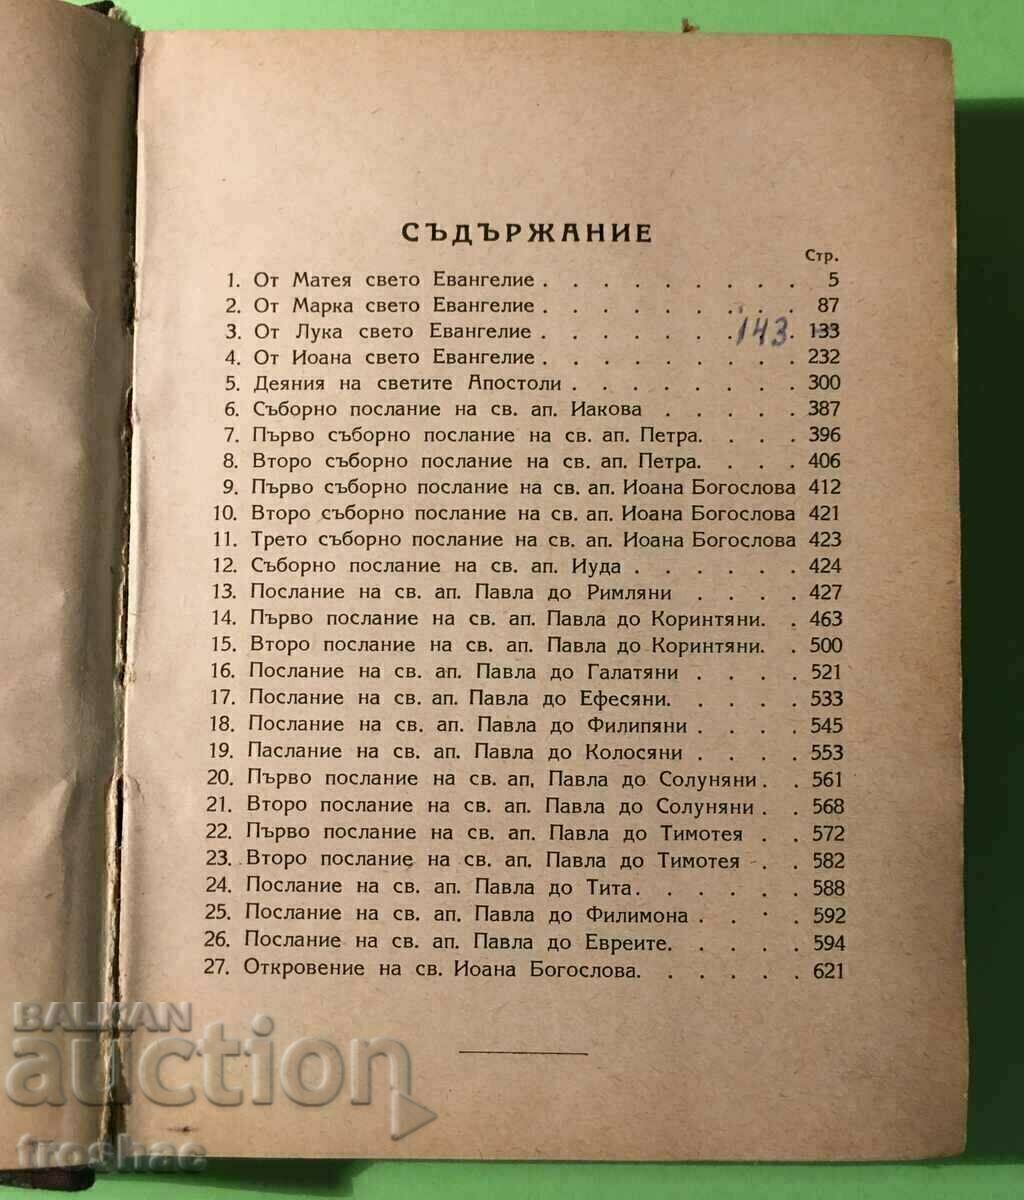 СЪДЪРЖАНИЕ
Стр.
1. От Матея свето Евангелие . . . . . . . . . 5
2. От Марка свето Евангелие . . . . . . . . . 87
3. От Лука свето Евангелие . . . . . . . 143. 133
4. От Иоана свето Евангелие . . . . . . . . . 232
5. Деяния на светите Апостоли . . . . . . . . 300
6. Съборно послание на св. ап. Иакова . . . . . 387
7. Първо съборно послание на св. ап. Петра. . . . 396
8. Второ съборно послание на св. ап. Петра. . . . 406
9. Първо съборно послание на св. ап. Иоана Богослова 412
10. Второ съборно послание на св. ап. Иоана Богослова 421
11. Трето съборно послание на св. ап. Иоана Богослова 423
12. Съборно послание на св. ап. Иуда . . . . . . 424
13. Послание на св. ап. Павла до Римляни . . . . 427
14. Първо послание на св. ап. Павла до Коринтяни. . 463
15. Второ послание на св. ап. Павла до Коринтяни. . 500
16. Послание на св. ап. Павла до Галатяни . . . . 521
17. Послание на св. ап. Павла до Ефесяни. . . . . 533
18. Послание на св. ап. Павла до Филипяни . . . . 545
19. Паслание на св. ап. Павла до Колосяни . . . . 553
20. Първо послание на св. ап, Павла до Солуняни . . 561
21. Второ послание на св. ап. Павла до Солуняни . . 568
22. Първо послание на св. ап. Павла до Тимотея . . 572
23. Второ послание на св. ап. Павла до Тимотея . . 582
24. Послание на св. ап. Павла до Тита. . . . . . 588
25. Послание на св. ап. Павла до Филимона . . . . 592
26. Послание на св. ап. Павла до Евреите. . . . . 594
27. Откровение на св. Иоана Богослова. . . . . . 621
BALKAN
auction
troshac